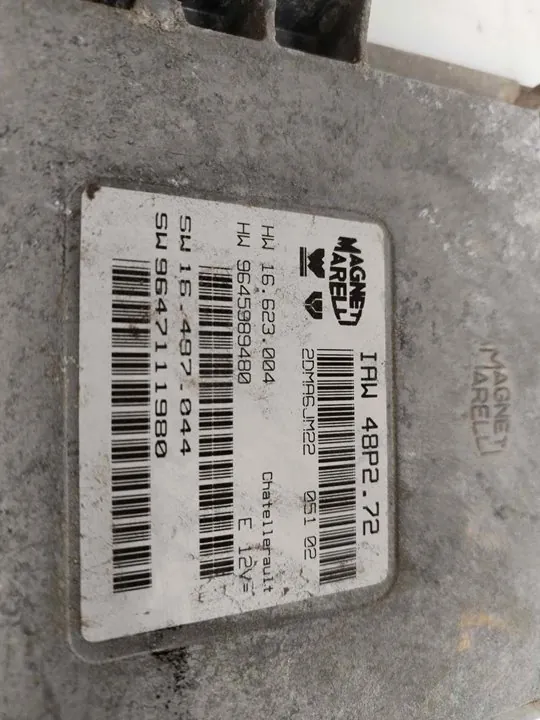 MAGNETI
MARELLI
IAW 48P2.72
2DMA6JM22 051 02
HW 16.623.004
Chatellerault
HW 9645989480
E 12V=
SW 16.497.044
SW 9647111980
MAGNETI
MARELLI